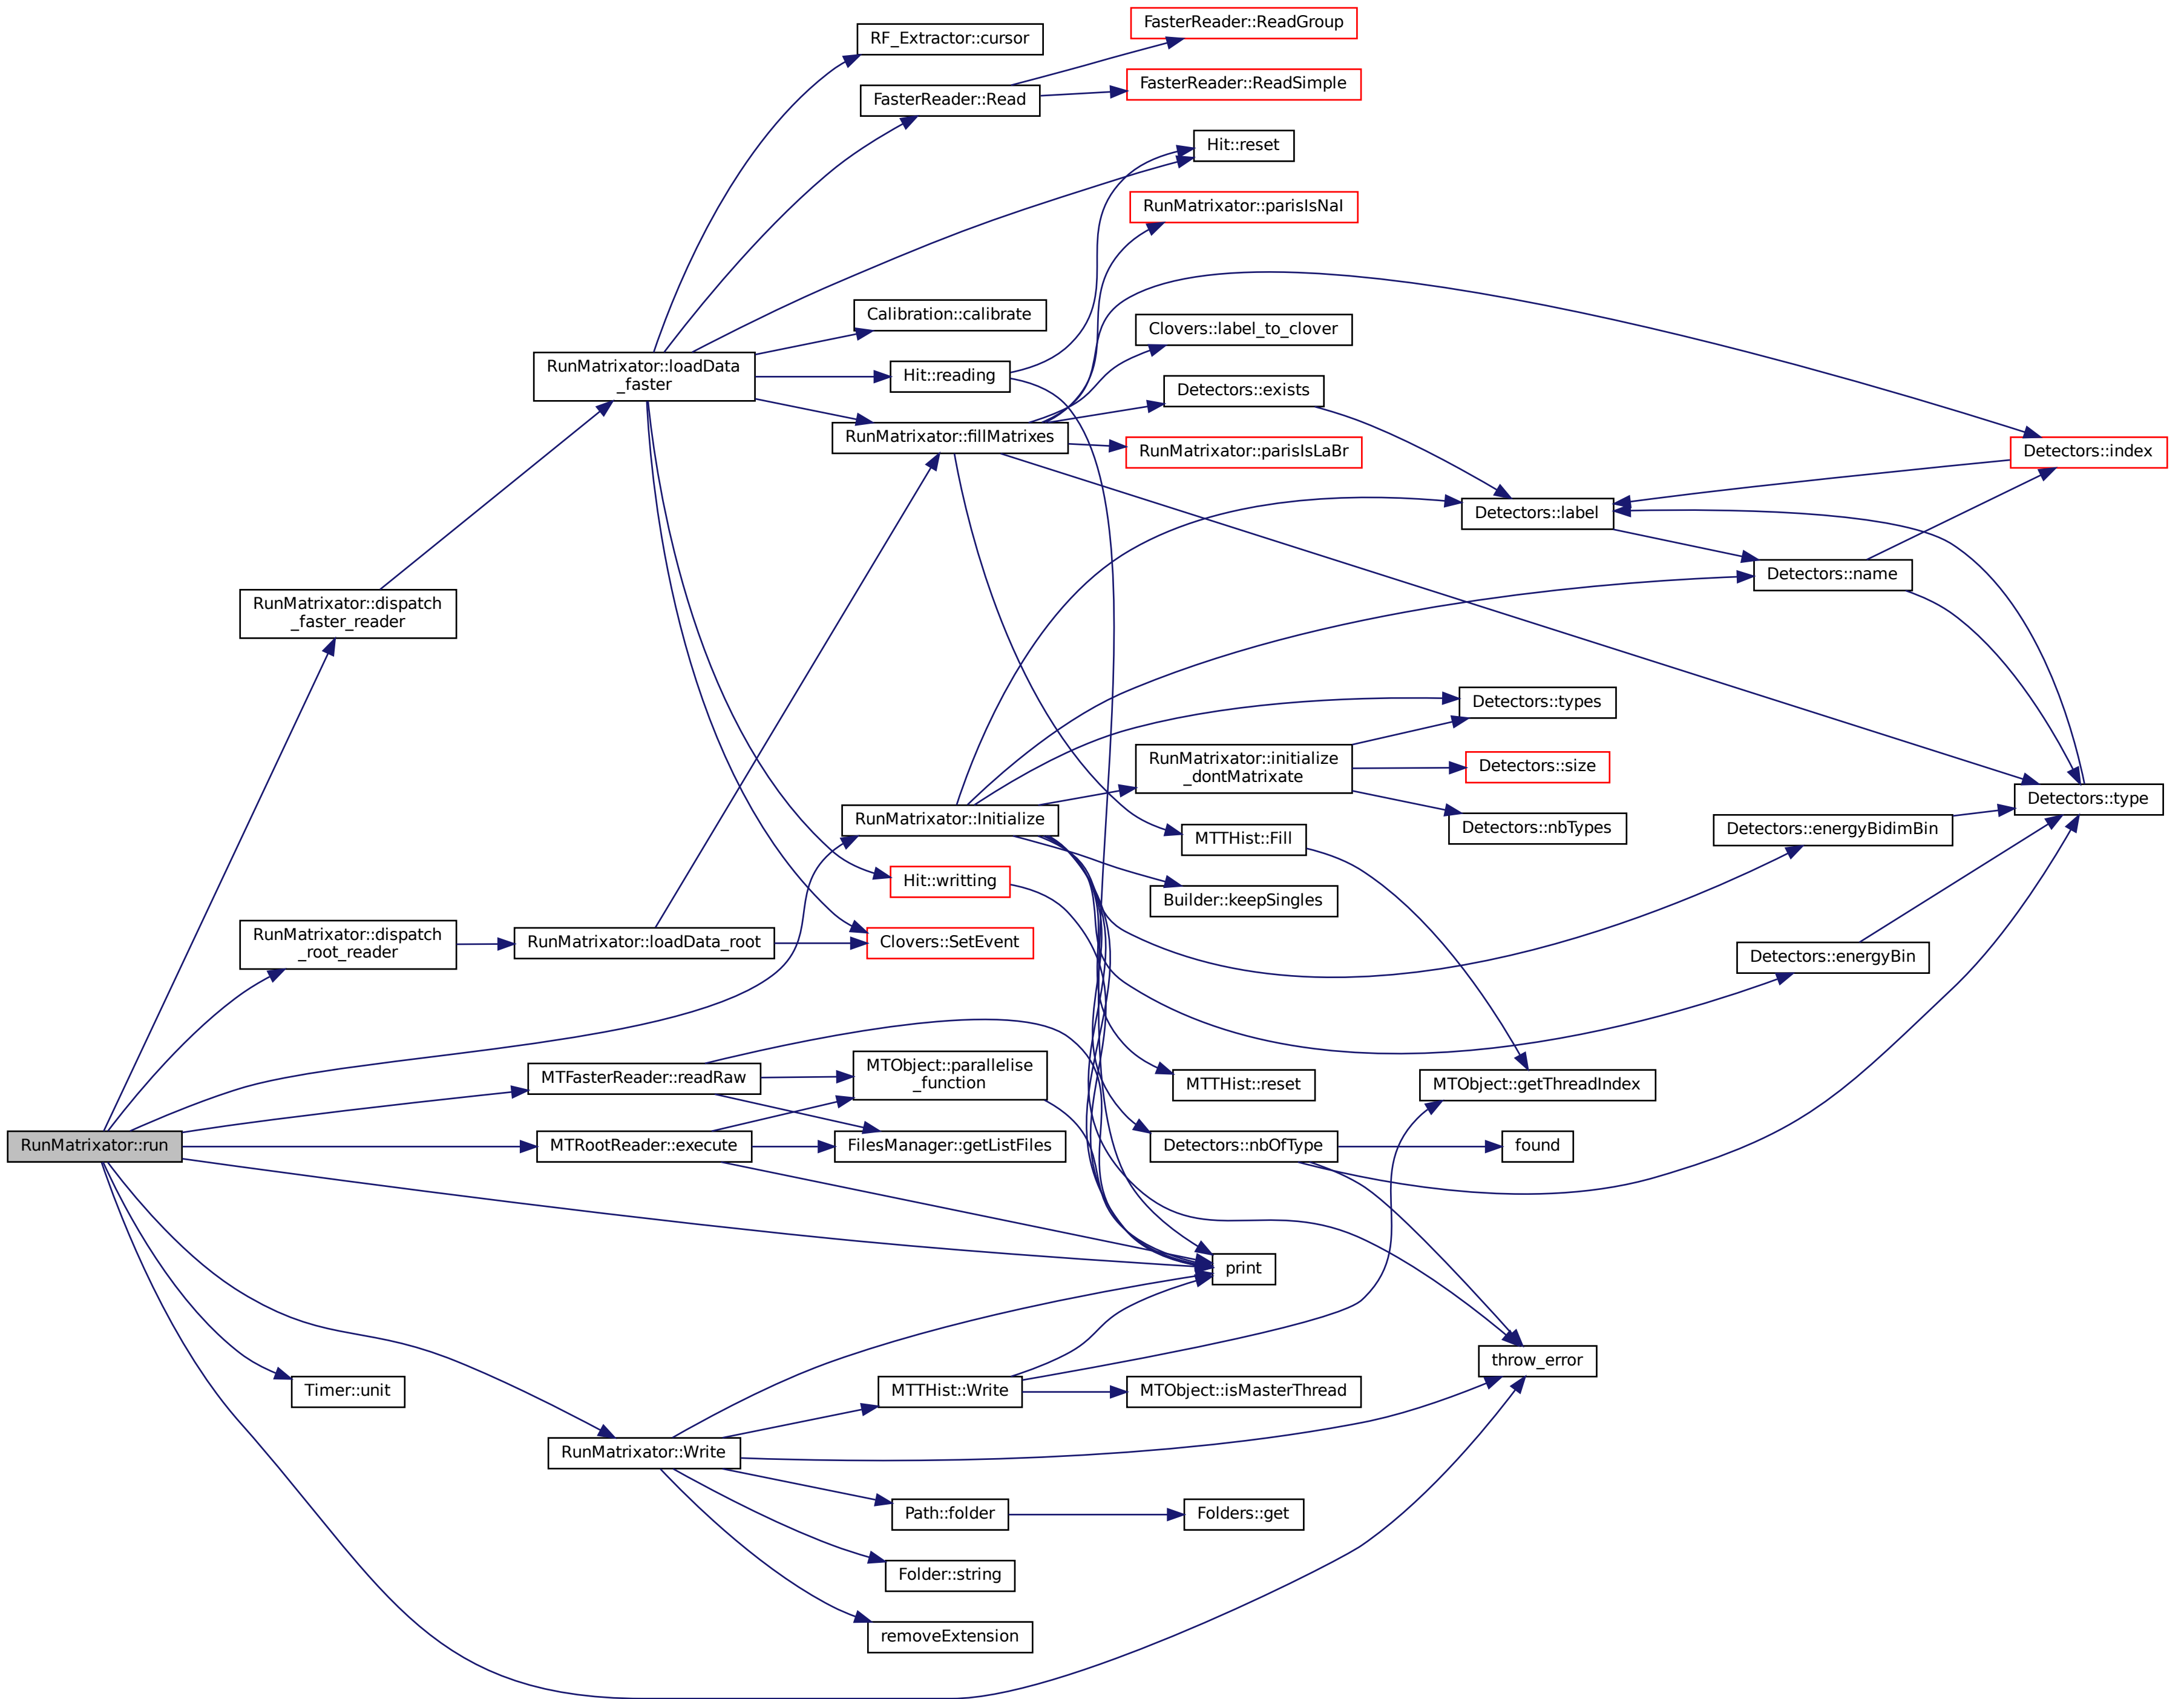 FasterReader::ReadGroup
RF_Extractor::cursor
FasterReader::ReadSimple
FasterReader::Read
Hit::reset
RunMatrixator::parisIsNaI
Calibration::calibrate
Clovers::label_to_clover
RunMatrixator::loadData
_faster
Hit::reading
Detectors::exists
RunMatrixator::fillMatrixes
RunMatrixator::parisIsLaBr
Detectors::index
Detectors::label
Detectors::name
RunMatrixator::dispatch
_faster_reader
Detectors::types
RunMatrixator::initialize
_dontMatrixate
Detectors::size
Detectors::type
RunMatrixator::Initialize
MTTHist::Fill
Detectors::nbTypes
Detectors::energyBidimBin
Hit::writting
Builder::keepSingles
RunMatrixator::dispatch
_root_reader
RunMatrixator::loadData_root
Clovers::SetEvent
Detectors::energyBin
MTFasterReader::readRaw
MTObject::parallelise
_function
MTTHist::reset
MTObject::getThreadIndex
RunMatrixator::run
MTRootReader::execute
FilesManager::getListFiles
Detectors::nbOfType
found
print
throw_error
Timer::unit
MTTHist::Write
MTObject::isMasterThread
RunMatrixator::Write
Path::folder
Folders::get
Folder::string
removeExtension